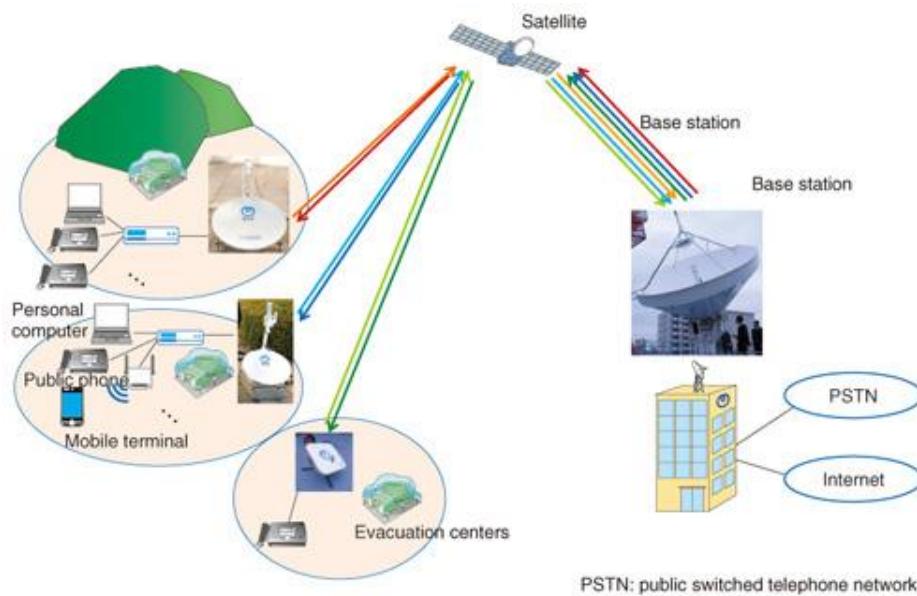 Satellite
Base station
Base station
Personal
computer
Public phone
Mobile terminal
PSTN
Internet
Evacuation centers
PSTN: public switched telephone network